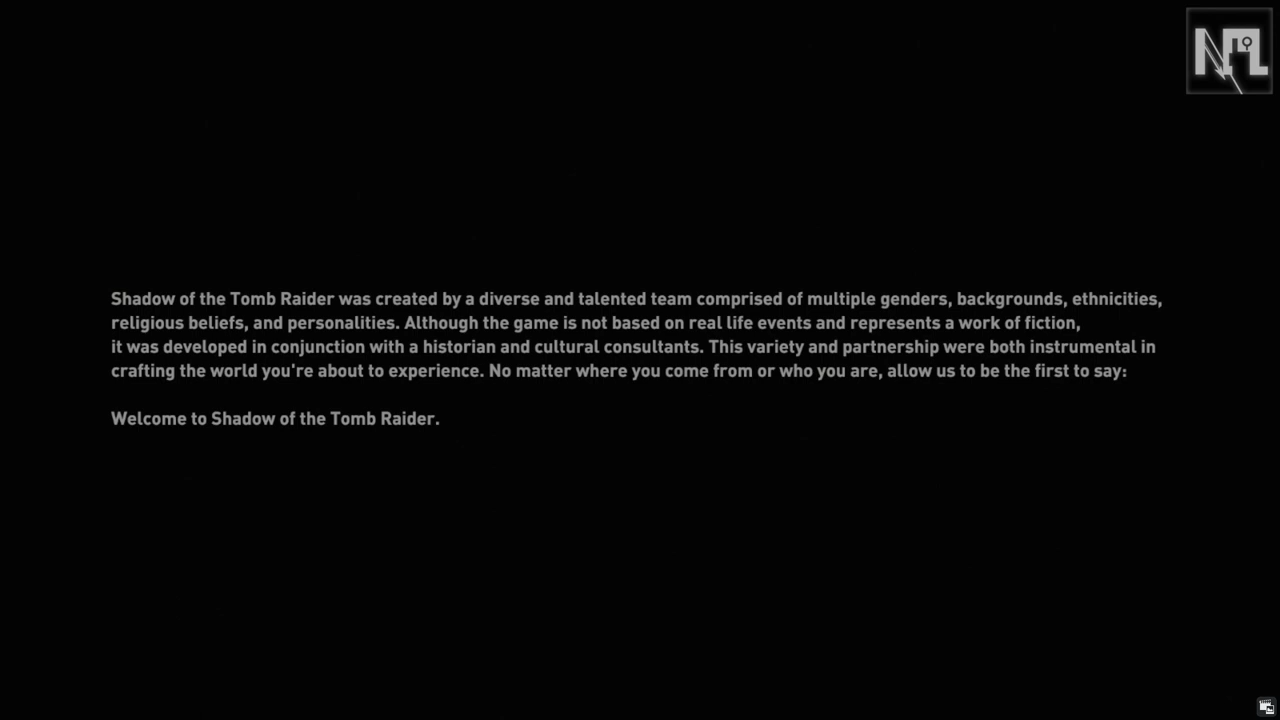 Shadow of the Tomb Raider was created by a diverse and talented team comprised of multiple genders, backgrounds, ethnicities,
religious beliefs, and personalities. Although the game is not based on real life events and represents a work of fiction,
it was developed in conjunction with a historian and cultural consultants. This variety and partnership were both instrumental in
crafting the world you're about to experience. No matter where you come from or who you are, allow us to be the first to say:
Welcome to Shadow of the Tomb Raider.